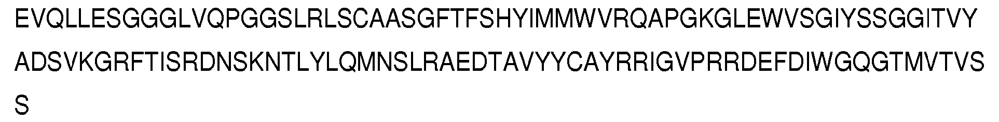 EVQLLESGGGLVQPGGSLRLSCAASGFTFSHYIMMWVRQAPGKGLEWVSGIYSSGGITVY
ADSVKGRFTISRDNSKNTLYLQMNSLRAEDTAVYYCAYRRIGVPRRDEFDIWGQGTMVTVS
S